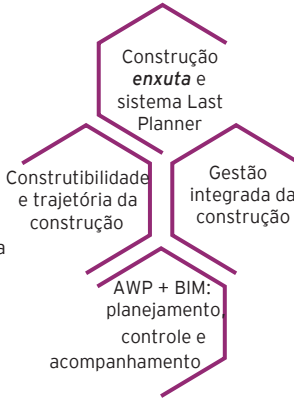 Construção
enxuta e
sistema Last
Planner
Construtibilidade
e trajetória da
construção
Gestão
integrada da
construção
a
AWP + BIM:
planejamento,
controle e
acompanhamento